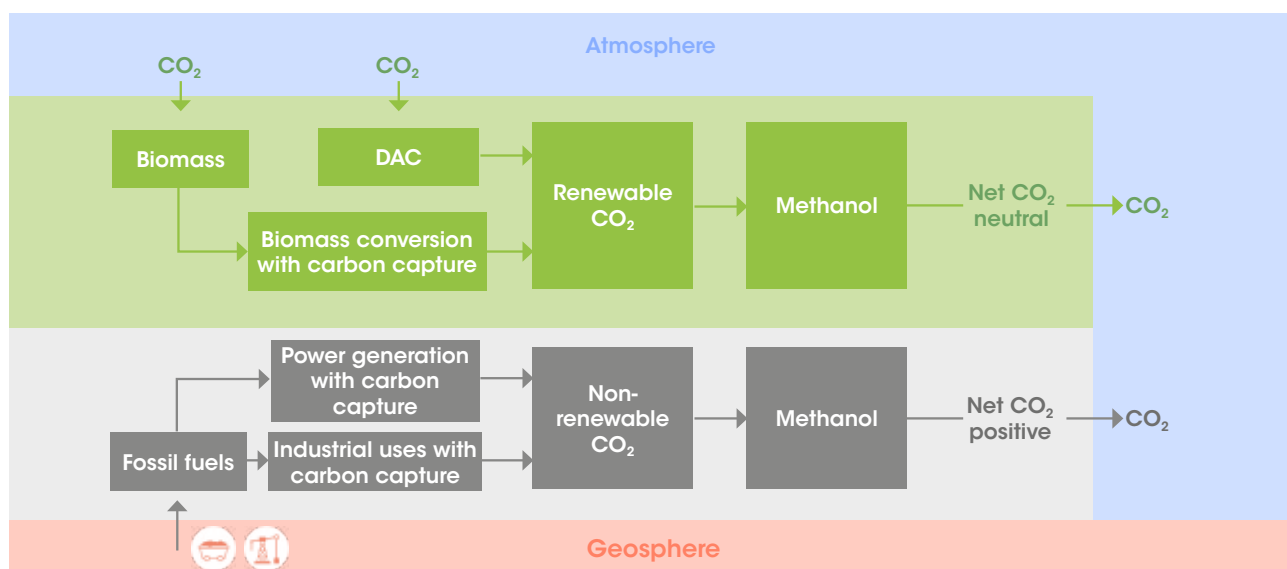 Atmosphere
CO₂
CO₂
Biomass
DAC
Biomass conversion
with carbon capture
Renewable
CO₂
Methanol
Net CO₂
neutral
CO₂
Power generation
with carbon
capture
Fossil fuels
Industrial uses with
carbon capture
Non-
renewable
CO₂
Methanol
Net CO₂
positive
CO₂
Geosphere